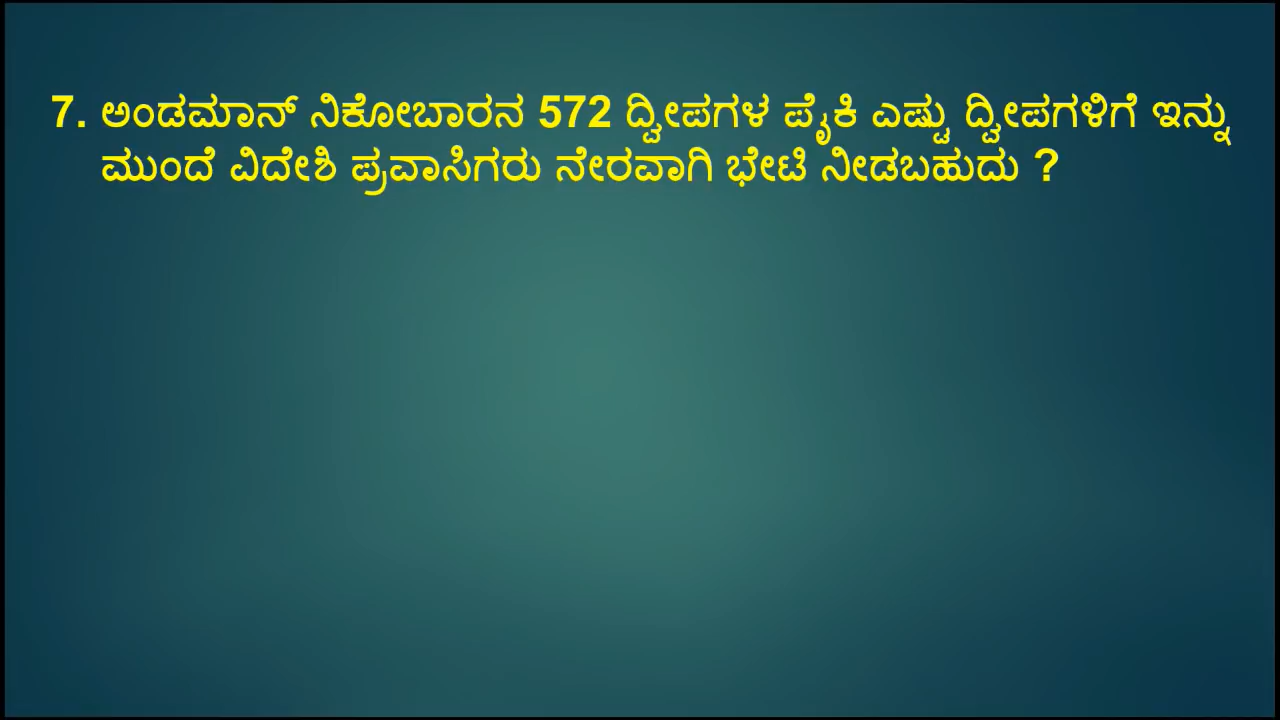 7. ಅಂಡಮಾನ್ ನಿಕೋಬಾರನ 572 ದ್ವೀಪಗಳ ಪೈಕಿ ಎಷ್ಟು ದ್ವೀಪಗಳಿಗೆ ಇನ್ನು
ಮುಂದೆ ವಿದೇಶಿ ಪ್ರವಾಸಿಗರು ನೇರವಾಗಿ ಭೇಟಿ ನೀಡಬಹುದು ?